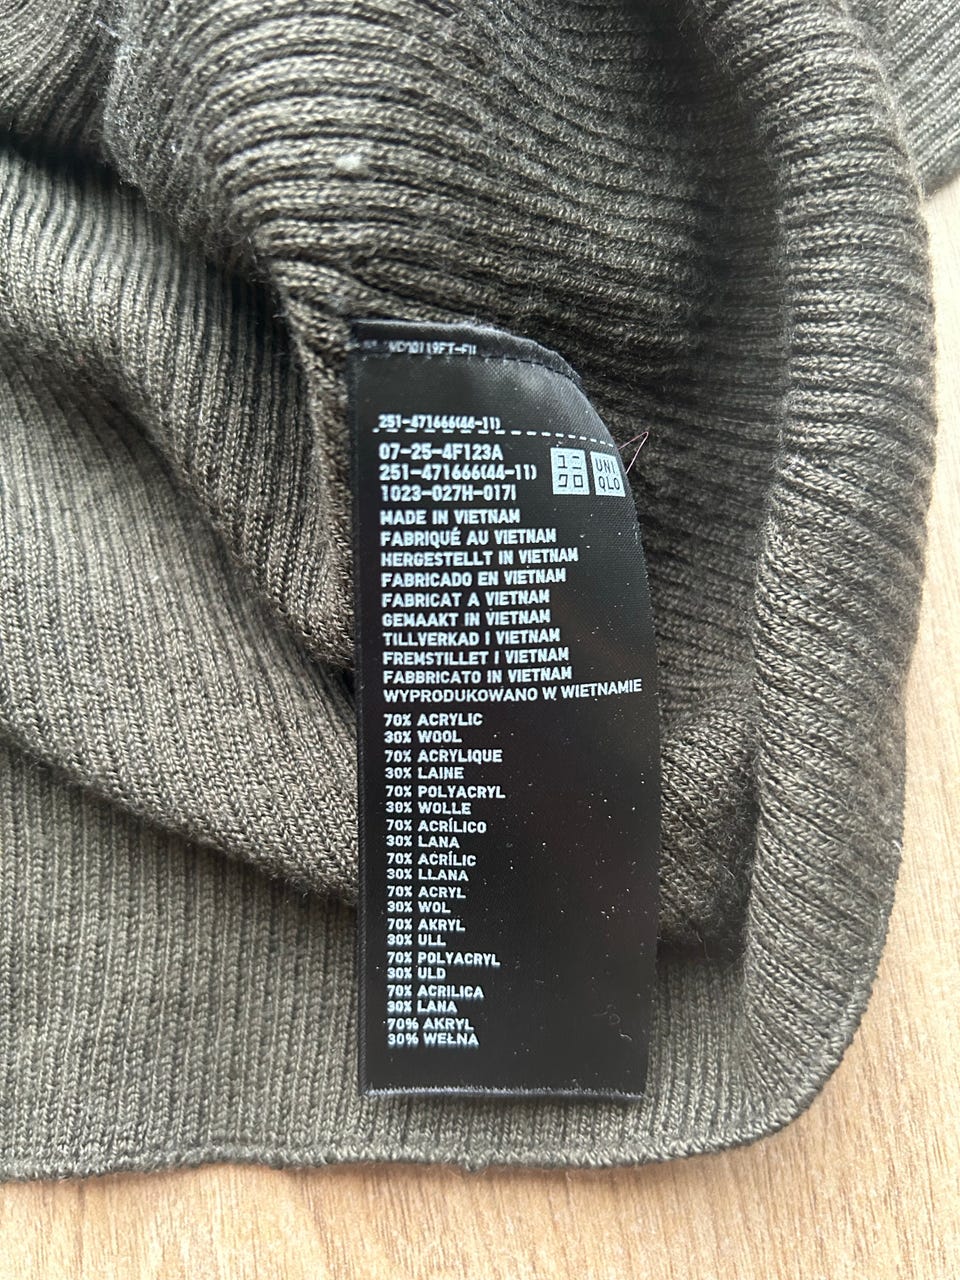 251-471666(44-11)
07-25-4F123A
251-471666(44-11)
1023-027H-017I
ユニ
クロ
UNI
QLO
MADE IN VIETNAM
FABRIQUÉ AU VIETNAM
HERGESTELLT IN VIETNAM
FABRICADO EN VIETNAM
FABRICAT A VIETNAM
GEMAAKT IN VIETNAM
TILLVERKAD I VIETNAM
FREMSTILLET I VIETNAM
FABBRICATO IN VIETNAM
WYPRODUKOWANO W WIETNAMIE
70% ACRYLIC
30% WOOL
70% ACRYLIQUE
30% LAINE
70% POLYACRYL
30% WOLLE
70% ACRÍLICO
30% LANA
70% ACRÍLIC
30% LLANA
70% ACRYL
30% WOL
70% AKRYL
30% ULL
70% POLYACRYL
30% ULD
70% ACRILICA
30% LANA
70% AKRYL
30% WEŁNA